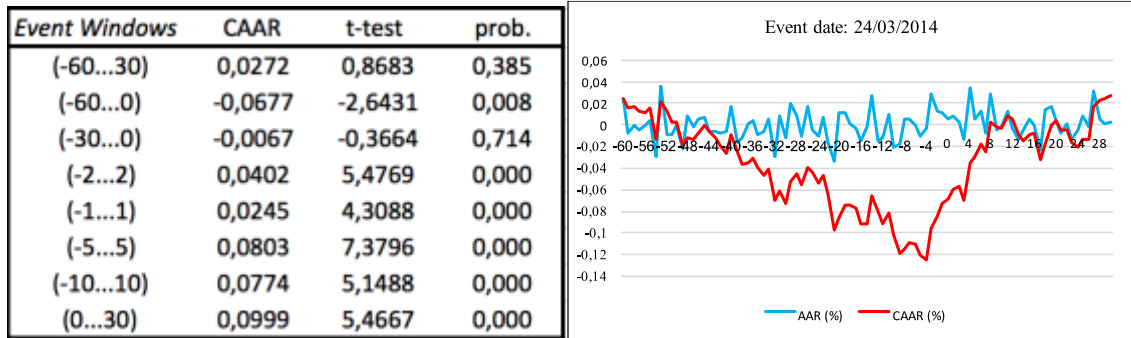 Event Windows CAAR t-test prob.
(-60...30) 0,0272 0,8683 0,385
(-60...0) -0,0677 -2,6431 0,008
(-30...0) -0,0067 -0,3664 0,714
(-2...2) 0,0402 5,4769 0,000
(-1...1) 0,0245 4,3088 0,000
(-5...5) 0,0803 7,3796 0,000
(-10...10) 0,0774 5,1488 0,000
(0...30) 0,0999 5,4667 0,000
Event date: 24/03/2014
0,06
0,04
0,02
0
-0,02
-0,04
-0,06
-0,08
-0,1
-0,12
-0,14
-60 -56 -52 -48 -44 -40 -36 -32 -28 -24 -20 -16 -12 -8 -4 0 4 8 12 16 20 24 28
AAR (%) CAAR (%)